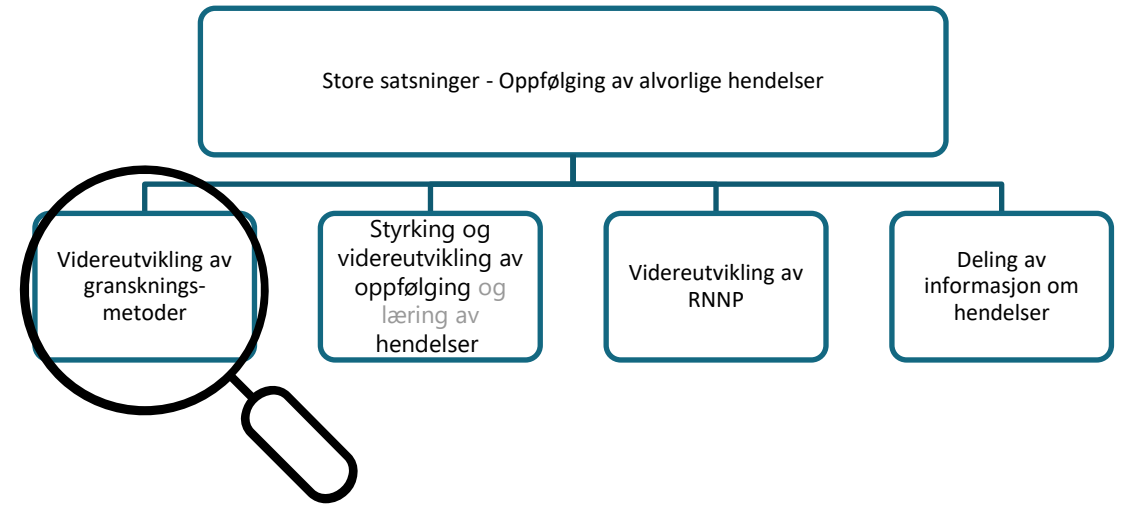 Store satsninger - Oppfølging av alvorlige hendelser
Videreutvikling av
gransknings-
metoder
Styrking og
videreutvikling av
oppfølging og
læring av
hendelser
Videreutvikling av
RNNP
Deling av
informasjon om
hendelser